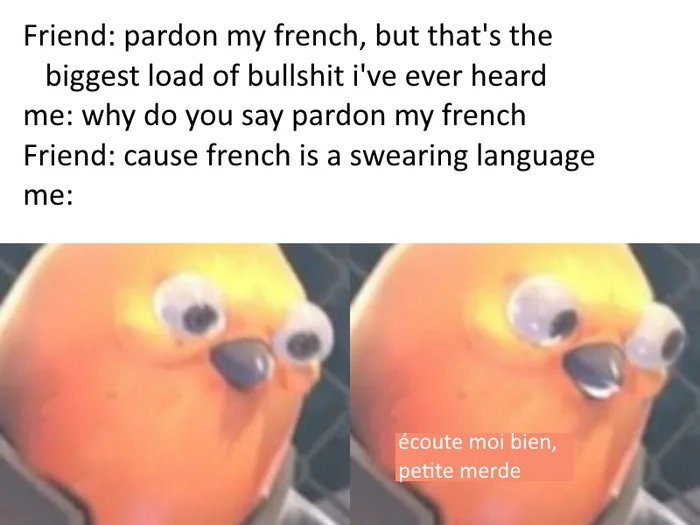 Friend: pardon my french, but that's the
biggest load of bullshit i've ever heard
me: why do you say pardon my french
Friend: cause french is a swearing language
me:
écoute moi bien,
petite merde